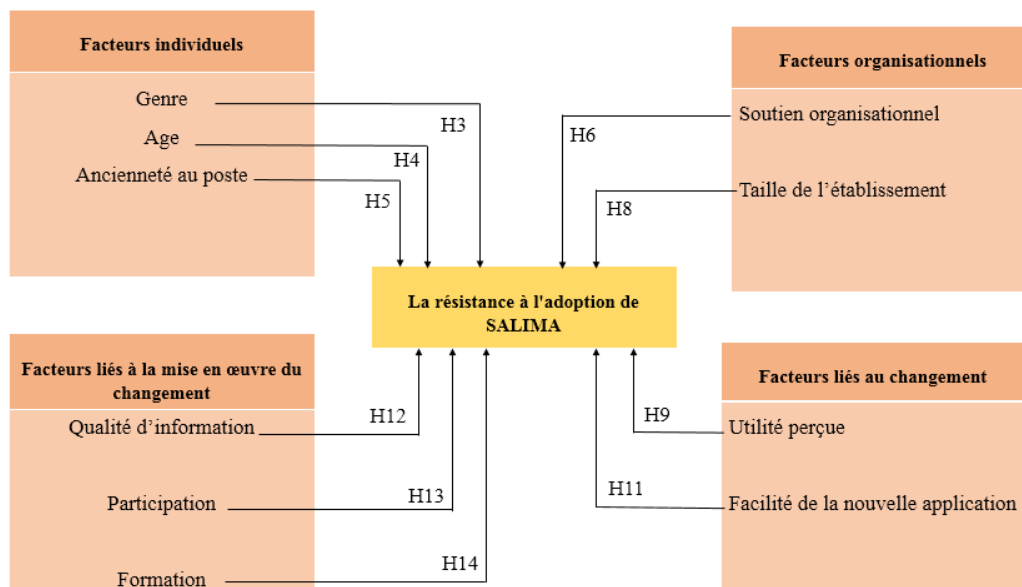 Facteurs individuels
Genre
Age
Ancienneté au poste
H3
H4
H5
Facteurs organisationnels
Soutien organisationnel
Taille de l’établissement
H6
H8
La résistance à l'adoption de
SALIMA
Facteurs liés à la mise en œuvre du
changement
Qualité d’information
Participation
Formation
H12
H13
H14
Facteurs liés au changement
Utilité perçue
Facilité de la nouvelle application
H9
H11